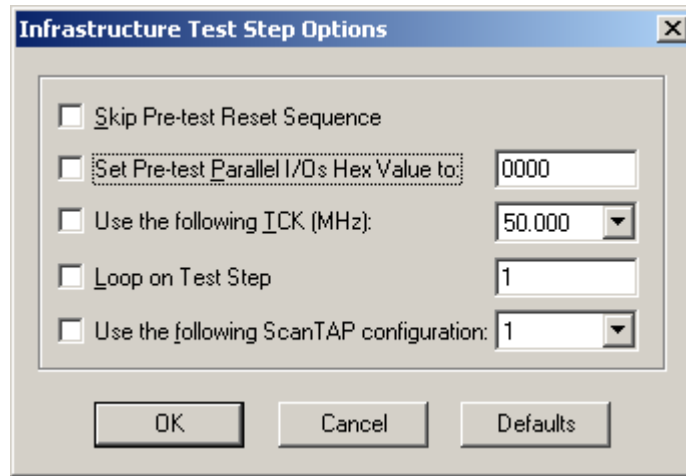 Infrastructure Test Step Options
Skip Pre-test Reset Sequence
Set Pre-test Parallel I/Os Hex Value to: 0000
Use the following TCK (MHz): 50.000
Loop on Test Step 1
Use the following ScanTAP configuration: 1
OK Cancel Defaults